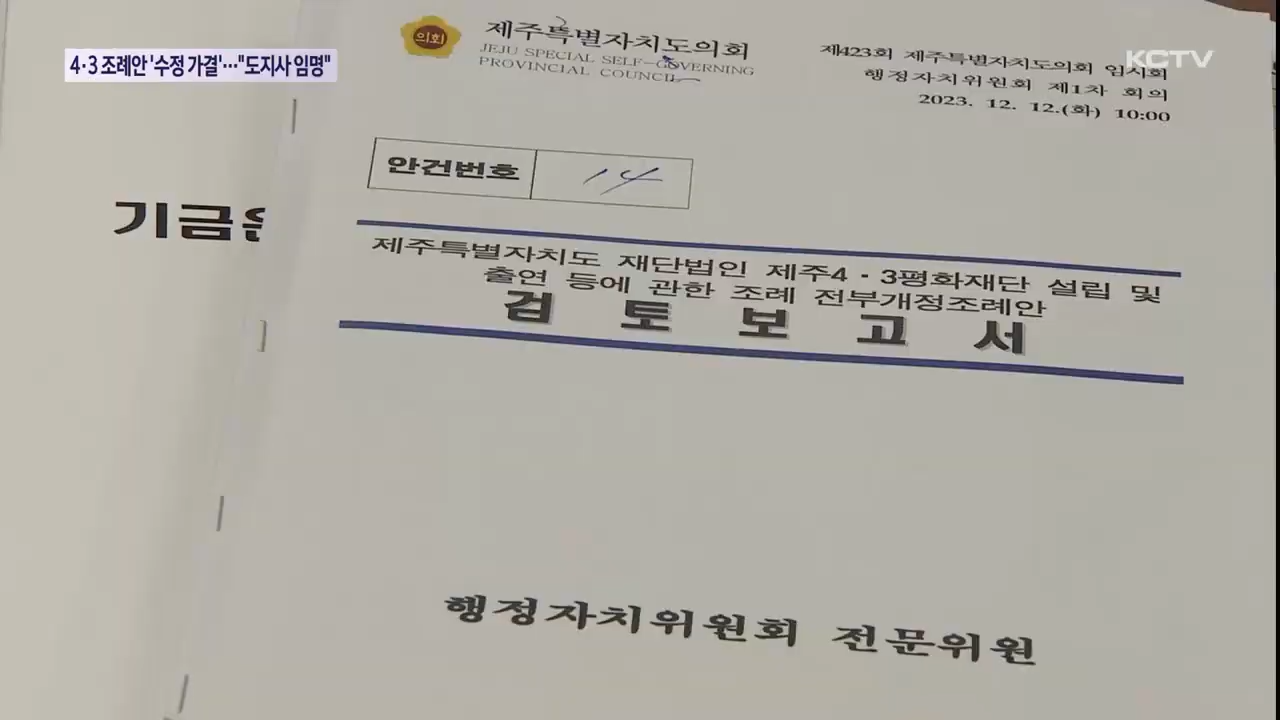 4·3 조례안 '수정 가결'…"도지사 임명"
KCTV
의회
제주특별자치도의회
JEJU SPECIAL SELF-GOVERNING
PROVINCIAL COUNCIL
제423회 제주특별자치도의회 임시회
행정자치위원회 제1차 회의
2023. 12. 12.(화) 10:00
안건번호 14
기금운
제주특별자치도 재단법인 제주4·3평화재단 설립 및
출연 등에 관한 조례 전부개정조례안
검 토 보 고 서
행정자치위원회 전문위원